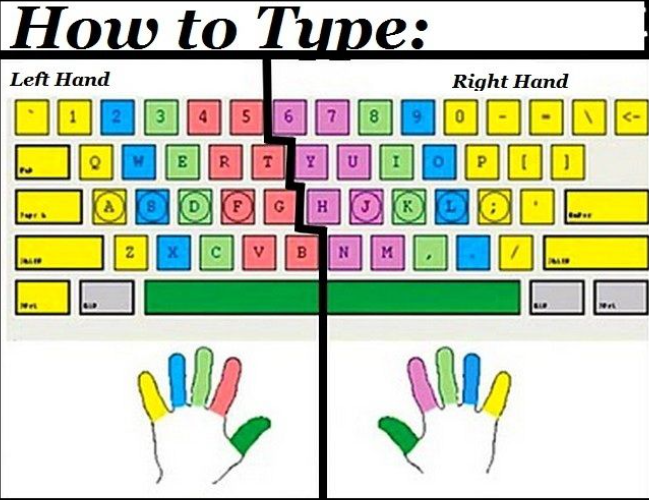 How to Type:
Left Hand
Right Hand
` 1 2 3 4 5 6 7 8 9 0 - = \ <-
Q W E R T Y U I O P [ ]
A S D F G H J K L ; '
Z X C V B N M , . /